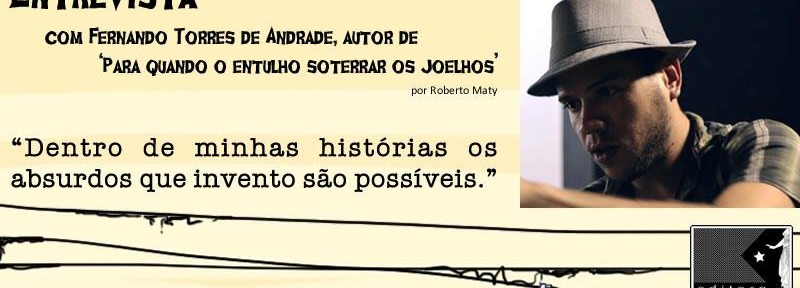 ENTREVISTA
COM FERNANDO TORRES DE ANDRADE, AUTOR DE
'PARA QUANDO O ENTULHO SOTERRAR OS JOELHOS'
por Roberto Maty
“Dentro de minhas histórias os
absurdos que invento são possíveis.”